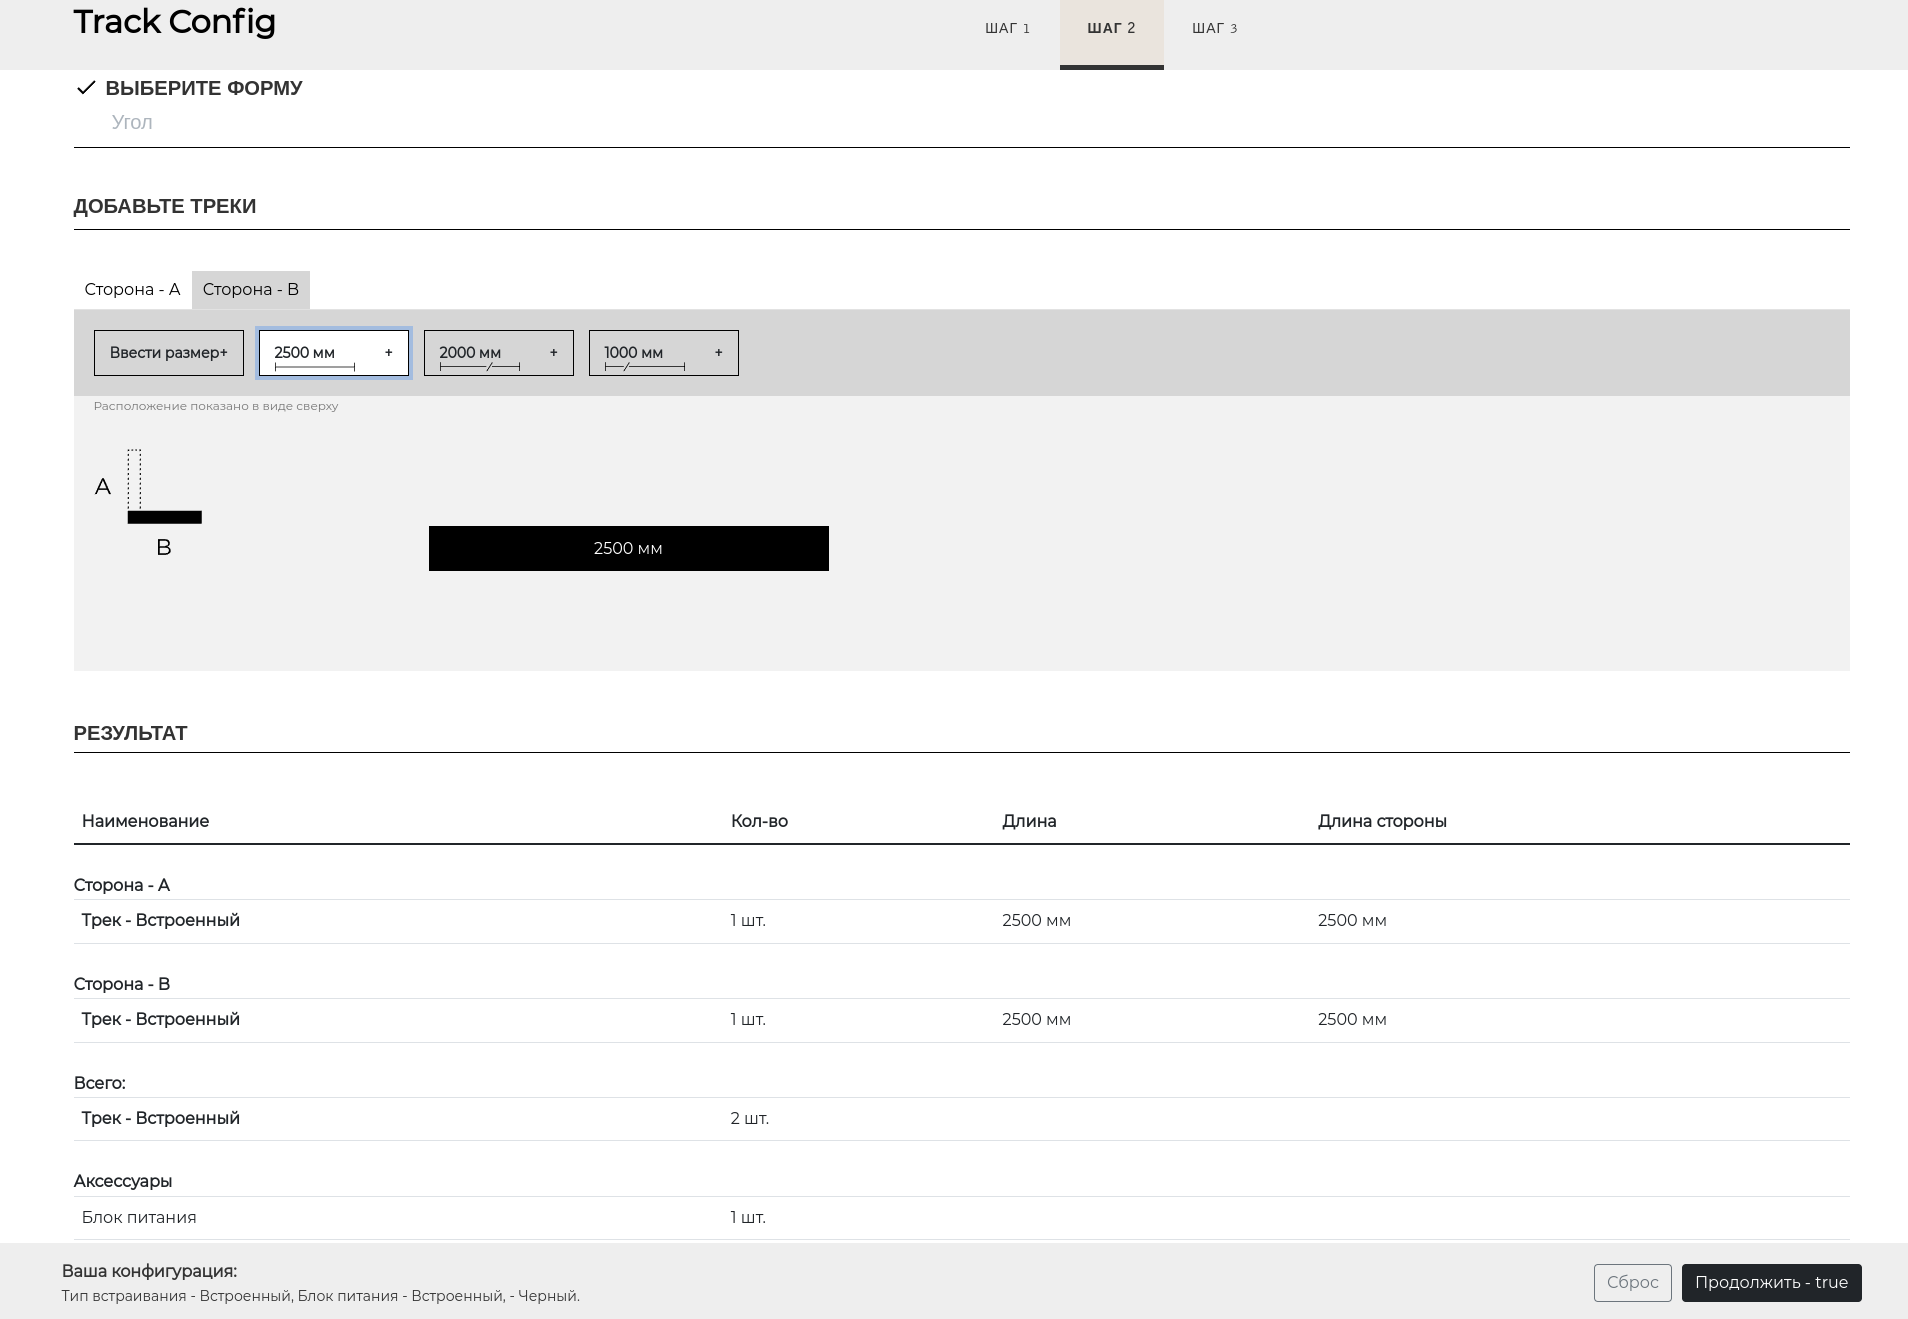 Track Config
ШАГ 1 ШАГ 2 ШАГ 3
ВЫБЕРИТЕ ФОРМУ
Угол
ДОБАВЬТЕ ТРЕКИ
Сторона - A Сторона - B
Ввести размер+ 2500 мм + 2000 мм + 1000 мм +
Расположение показано в виде сверху
A
B
2500 мм
РЕЗУЛЬТАТ
Наименование Кол-во Длина Длина стороны
Сторона - A
Трек - Встроенный 1 шт. 2500 мм 2500 мм
Сторона - B
Трек - Встроенный 1 шт. 2500 мм 2500 мм
Всего:
Трек - Встроенный 2 шт.
Аксессуары
Блок питания 1 шт.
Ваша конфигурация:
Тип встраивания - Встроенный, Блок питания - Встроенный, - Черный.
Сброс Продолжить - true